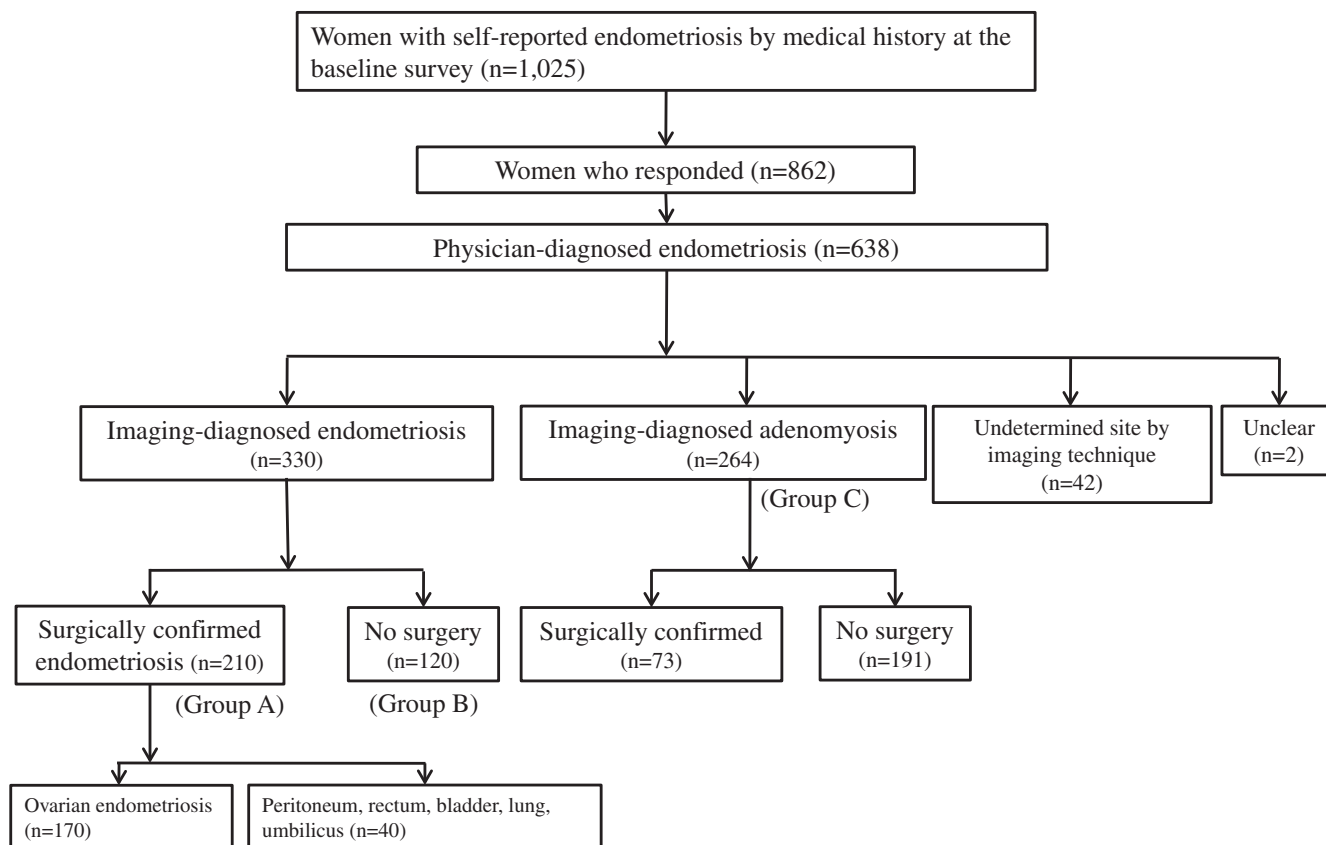 Women with self-reported endometriosis by medical history at the
baseline survey (n=1,025)
Women who responded (n=862)
Physician-diagnosed endometriosis (n=638)
Imaging-diagnosed endometriosis
(n=330)
Imaging-diagnosed adenomyosis
(n=264)
Undetermined site by
imaging technique
(n=42)
Unclear
(n=2)
(Group C)
Surgically confirmed
endometriosis (n=210)
No surgery
(n=120)
Surgically confirmed
(n=73)
No surgery
(n=191)
(Group A)
(Group B)
Ovarian endometriosis
(n=170)
Peritoneum, rectum, bladder, lung,
umbilicus (n=40)